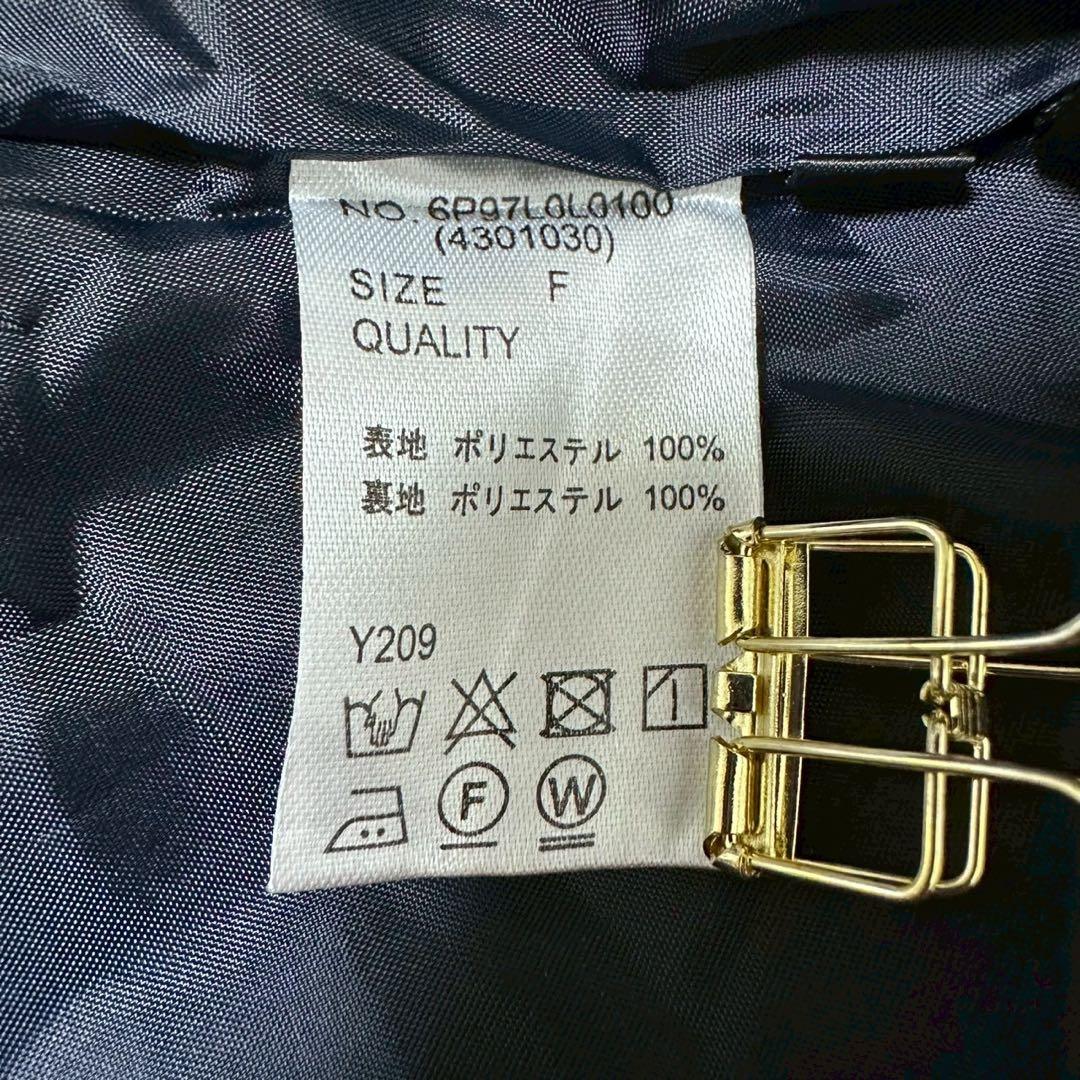 NO. 6P97L0L0100
(4301030)
SIZE F
QUALITY
表地 ポリエステル 100%
裏地 ポリエステル 100%
Y209
F
W